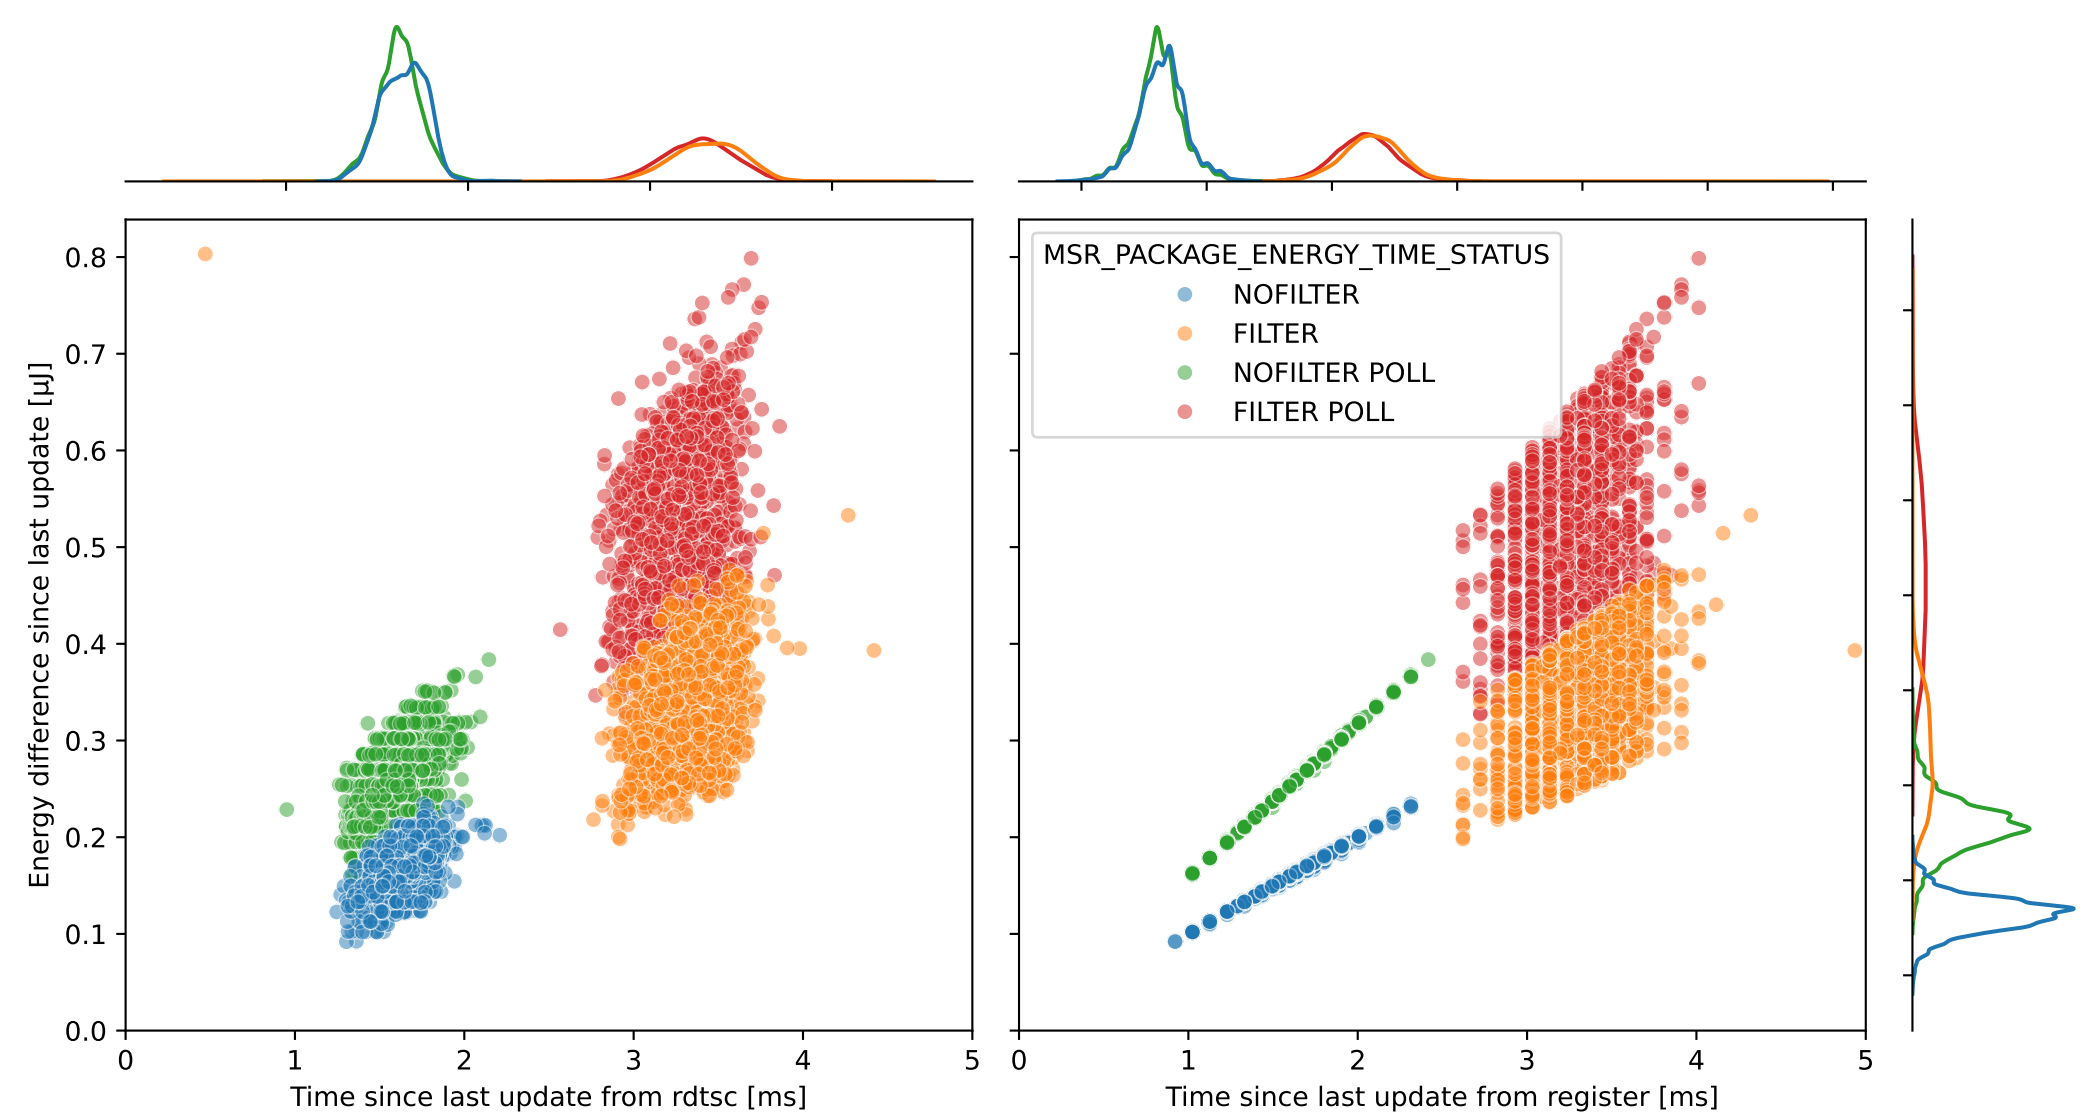 0.8
0.7
0.6
0.5
0.4
0.3
0.2
0.1
0.0
Energy difference since last update [µJ]
0 1 2 3 4 5
Time since last update from rdtsc [ms]
MSR_PACKAGE_ENERGY_TIME_STATUS
NOFILTER
FILTER
NOFILTER POLL
FILTER POLL
0 1 2 3 4 5
Time since last update from register [ms]